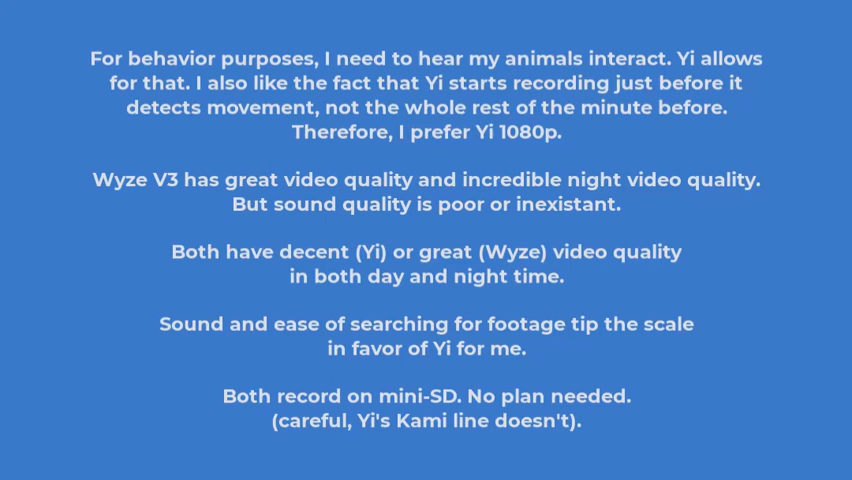 For behavior purposes, I need to hear my animals interact. Yi allows
for that. I also like the fact that Yi starts recording just before it
detects movement, not the whole rest of the minute before.
Therefore, I prefer Yi 1080p.
Wyze V3 has great video quality and incredible night video quality.
But sound quality is poor or inexistant.
Both have decent (Yi) or great (Wyze) video quality
in both day and night time.
Sound and ease of searching for footage tip the scale
in favor of Yi for me.
Both record on mini-SD. No plan needed.
(careful, Yi's Kami line doesn't).